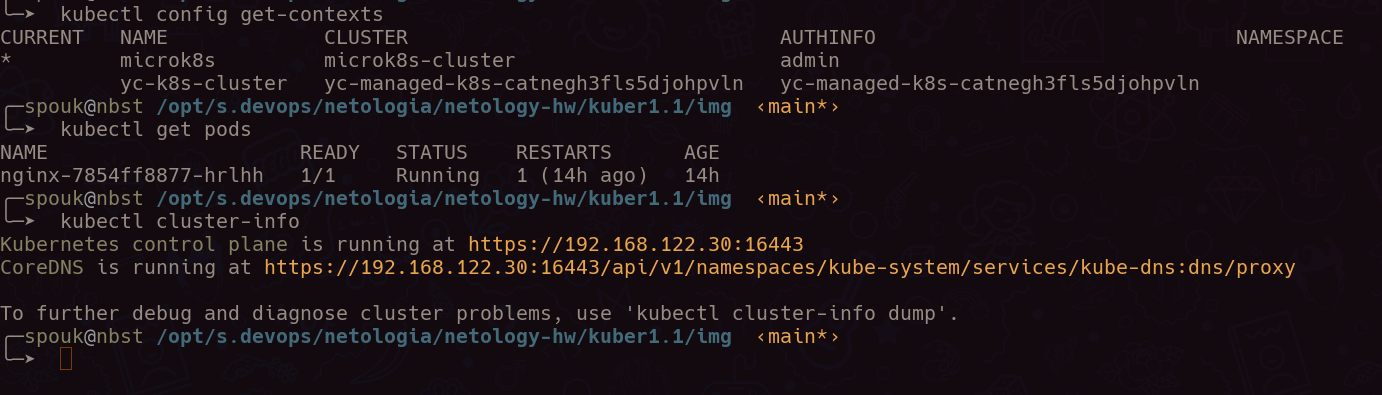 ╰─➤  kubectl config get-contexts
CURRENT   NAME             CLUSTER                               AUTHINFO                              NAMESPACE
*         microk8s         microk8s-cluster                      admin
          yc-k8s-cluster   yc-managed-k8s-catnegh3fls5djohpvln   yc-managed-k8s-catnegh3fls5djohpvln
╭─spouk@nbst /opt/s.devops/netologia/netology-hw/kuber1.1/img  ‹main*›
╰─➤  kubectl get pods
NAME                     READY   STATUS    RESTARTS      AGE
nginx-7854ff8877-hrlhh   1/1     Running   1 (14h ago)   14h
╭─spouk@nbst /opt/s.devops/netologia/netology-hw/kuber1.1/img  ‹main*›
╰─➤  kubectl cluster-info
Kubernetes control plane is running at https://192.168.122.30:16443
CoreDNS is running at https://192.168.122.30:16443/api/v1/namespaces/kube-system/services/kube-dns:dns/proxy

To further debug and diagnose cluster problems, use 'kubectl cluster-info dump'.
╭─spouk@nbst /opt/s.devops/netologia/netology-hw/kuber1.1/img  ‹main*›
╰─➤